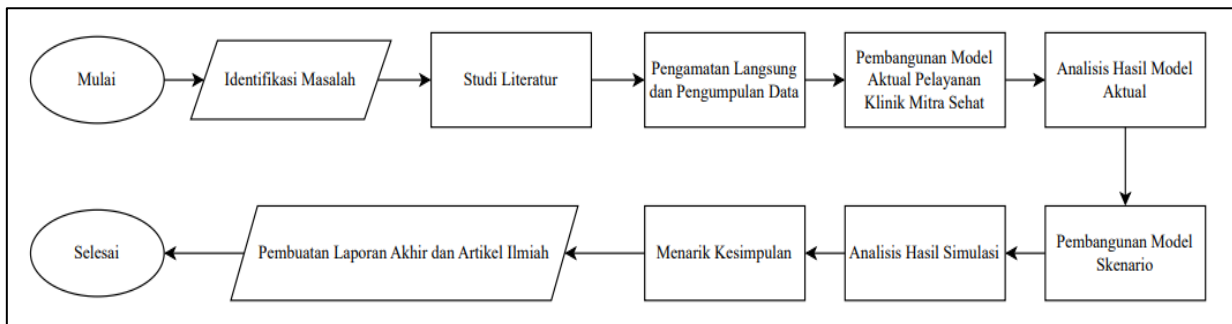 Mulai
Identifikasi Masalah
Studi Literatur
Pengamatan Langsung
dan Pengumpulan Data
Pembangunan Model
Aktual Pelayanan
Klinik Mitra Sehat
Analisis Hasil Model
Aktual
Pembangunan Model
Skenario
Analisis Hasil Simulasi
Menarik Kesimpulan
Pembuatan Laporan Akhir dan Artikel Ilmiah
Selesai